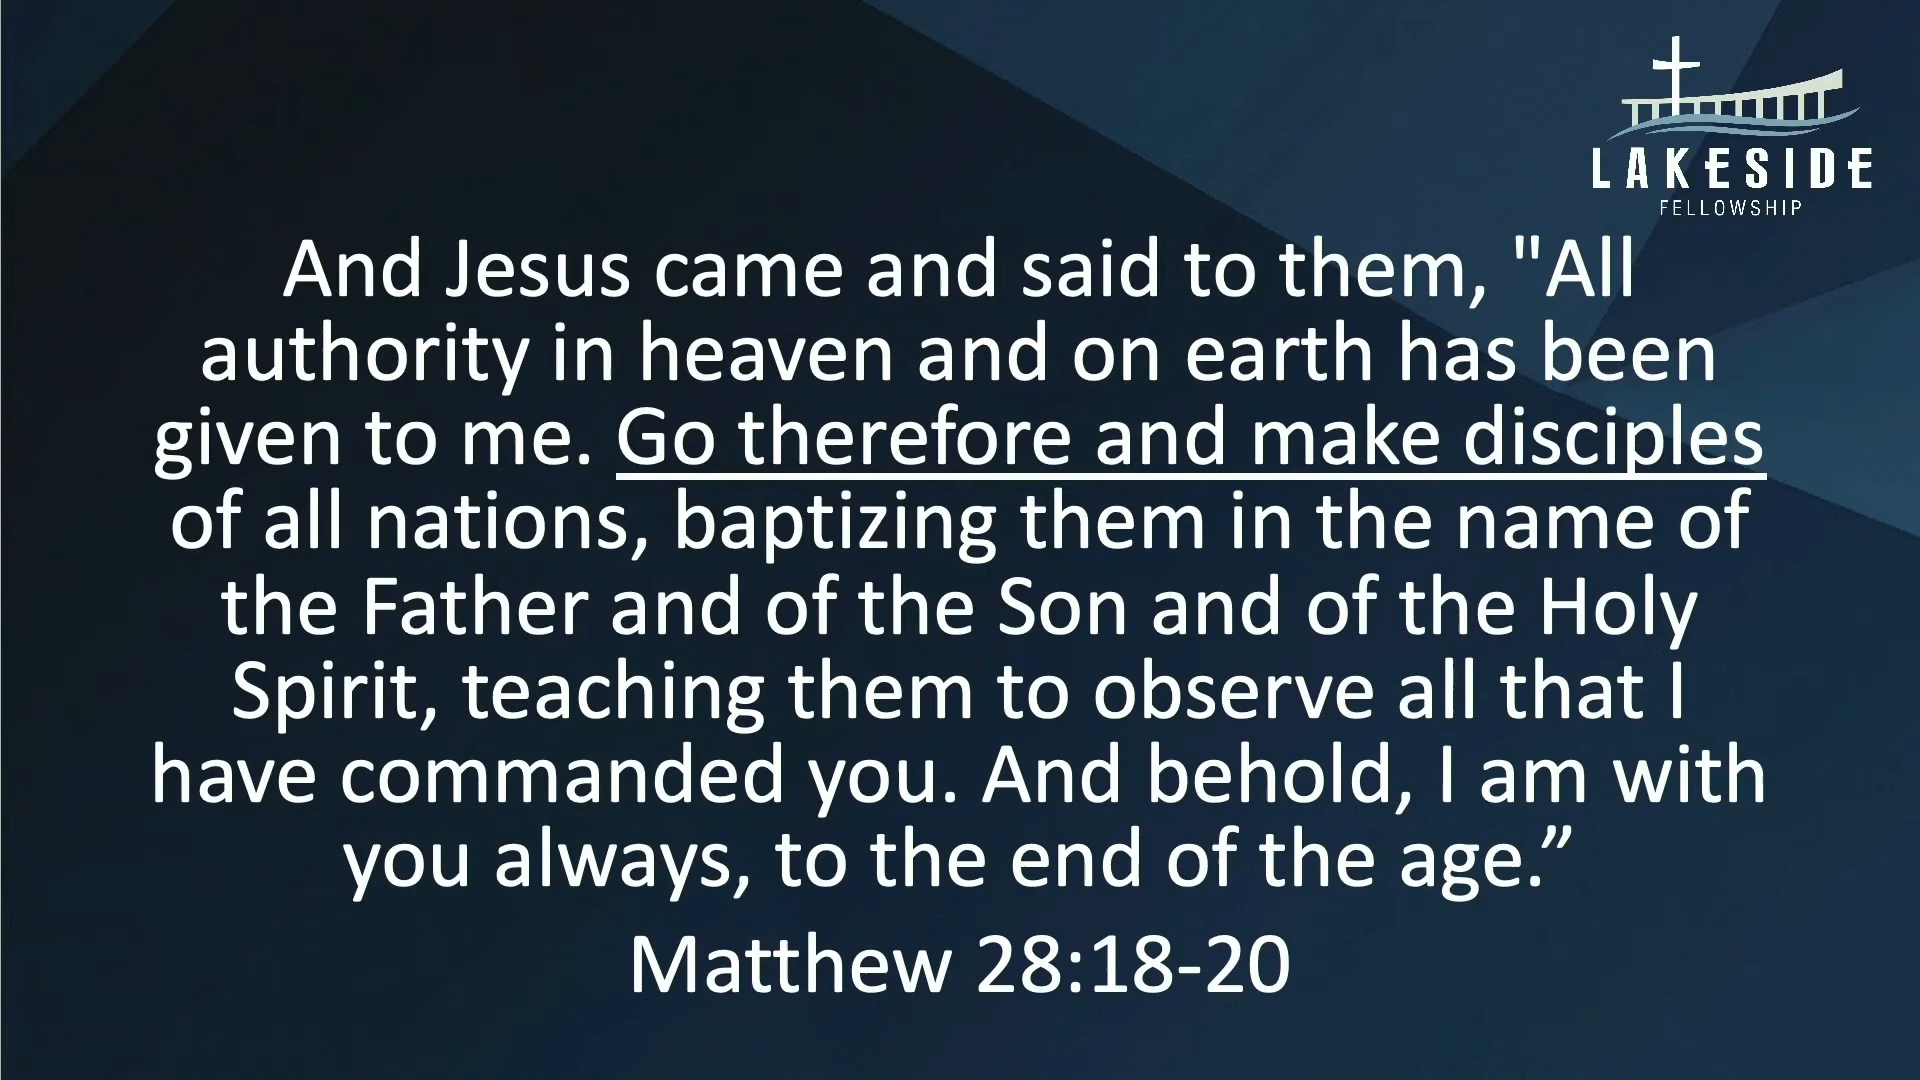 LAKESIDE
FELLOWSHIP
And Jesus came and said to them, "All
authority in heaven and on earth has been
given to me. Go therefore and make disciples
of all nations, baptizing them in the name of
the Father and of the Son and of the Holy
Spirit, teaching them to observe all that I
have commanded you. And behold, I am with
you always, to the end of the age.”
Matthew 28:18-20